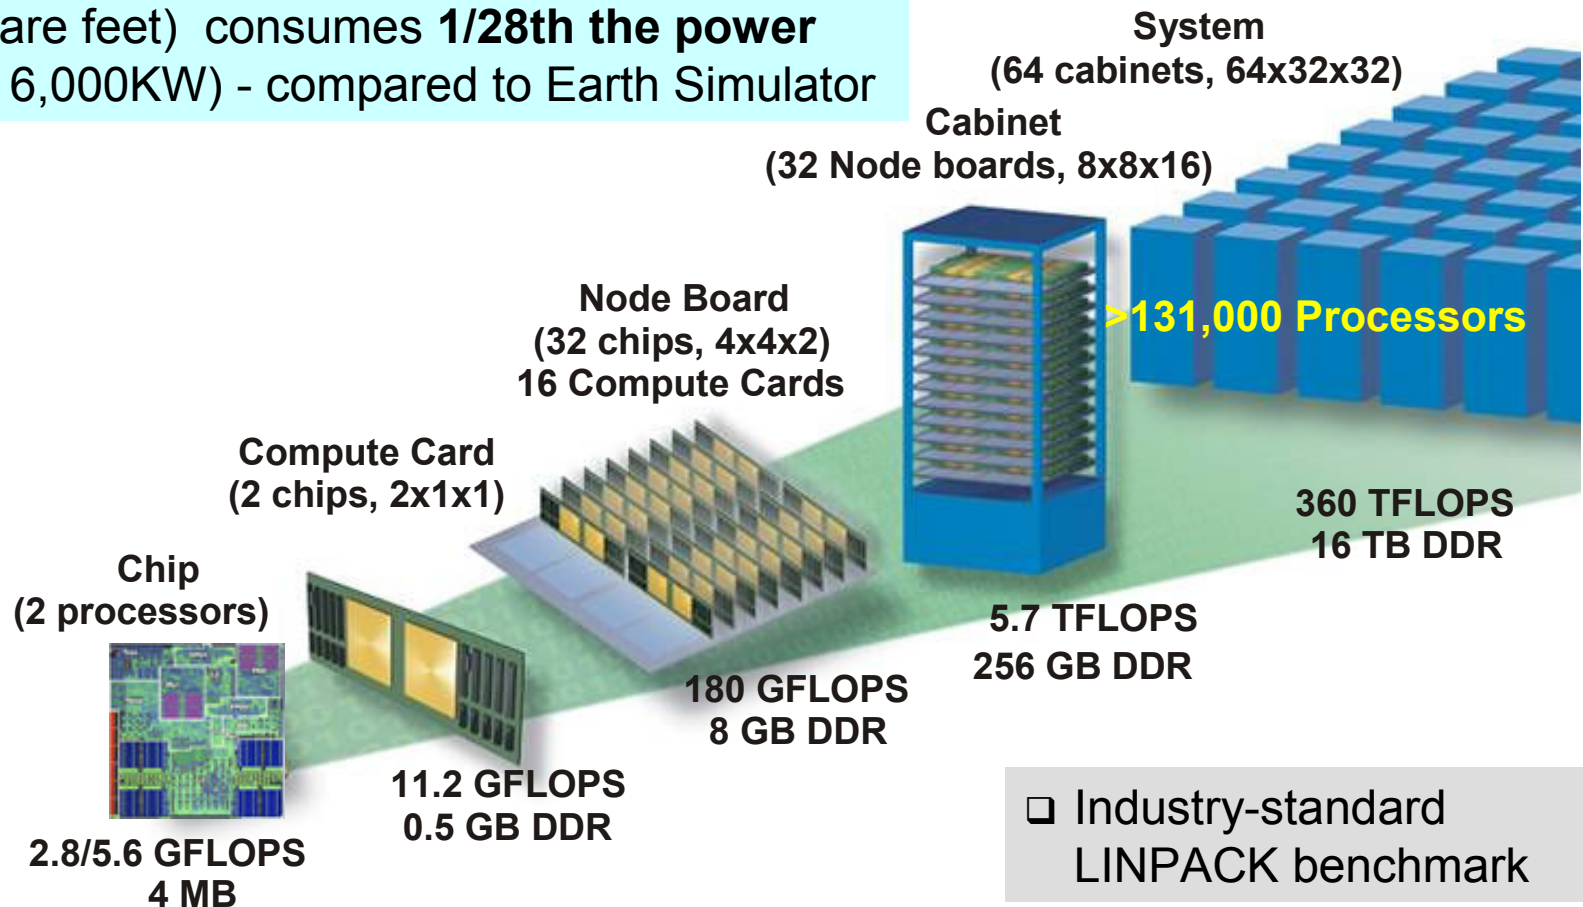 are feet) consumes 1/28th the power
6,000KW) - compared to Earth Simulator
System
(64 cabinets, 64x32x32)
Cabinet
(32 Node boards, 8x8x16)
Node Board
(32 chips, 4x4x2)
16 Compute Cards
>131,000 Processors
Compute Card
(2 chips, 2x1x1)
Chip
(2 processors)
360 TFLOPS
16 TB DDR
5.7 TFLOPS
256 GB DDR
180 GFLOPS
8 GB DDR
11.2 GFLOPS
0.5 GB DDR
2.8/5.6 GFLOPS
4 MB
❑ Industry-standard
LINPACK benchmark